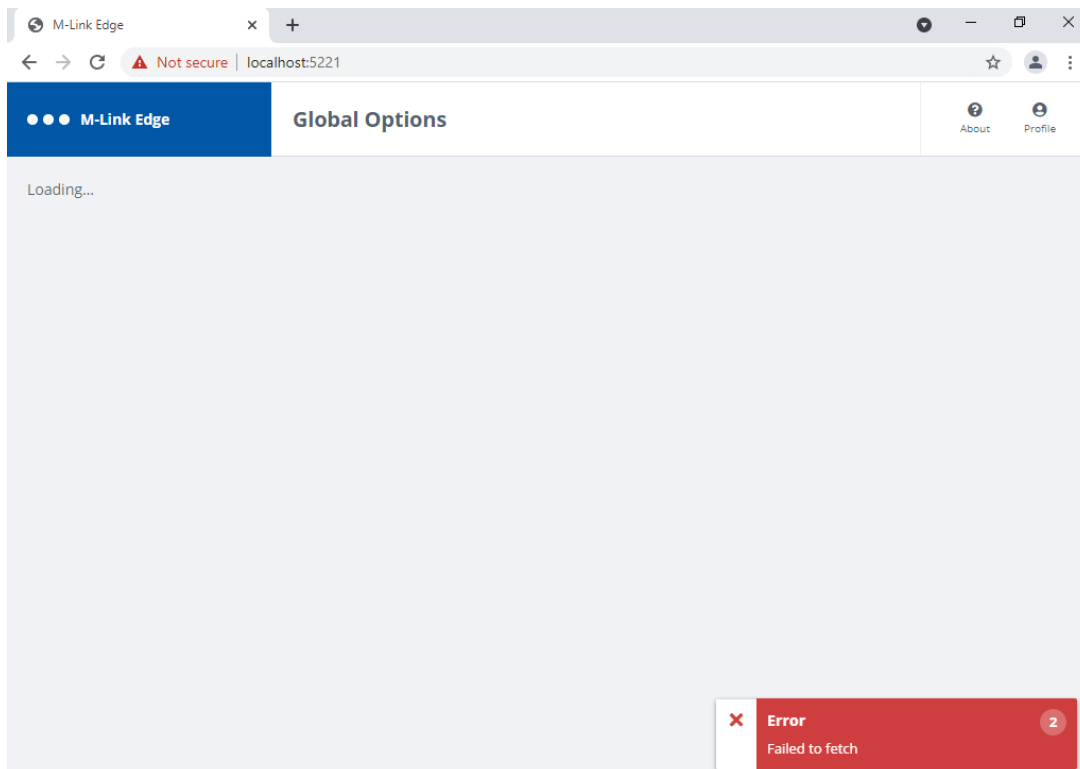 M-Link Edge
Not secure | localhost:5221
M-Link Edge
Global Options
About
Profile
Loading...
Error
2
Failed to fetch